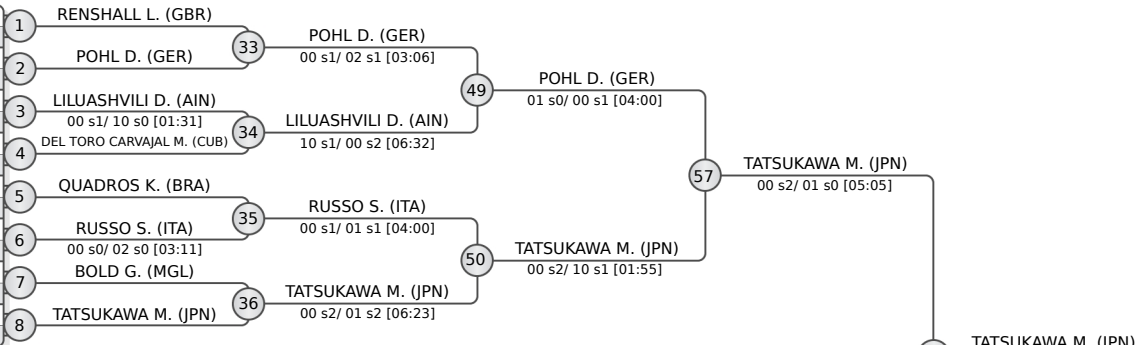 1
RENSHALL L. (GBR)
2
POHL D. (GER)
33
POHL D. (GER)
00 s1/ 02 s1 [03:06]
3
LILUASHVILI D. (AIN)
00 s1/ 10 s0 [01:31]
4
DEL TORO CARVAJAL M. (CUB)
34
LILUASHVILI D. (AIN)
10 s1/ 00 s2 [06:32]
49
POHL D. (GER)
01 s0/ 00 s1 [04:00]
5
QUADROS K. (BRA)
6
RUSSO S. (ITA)
00 s0/ 02 s0 [03:11]
35
RUSSO S. (ITA)
00 s1/ 01 s1 [04:00]
7
BOLD G. (MGL)
8
TATSUKAWA M. (JPN)
36
TATSUKAWA M. (JPN)
00 s2/ 01 s2 [06:23]
50
TATSUKAWA M. (JPN)
00 s2/ 10 s1 [01:55]
57
TATSUKAWA M. (JPN)
00 s2/ 01 s0 [05:05]
TATSUKAWA M. (JPN)